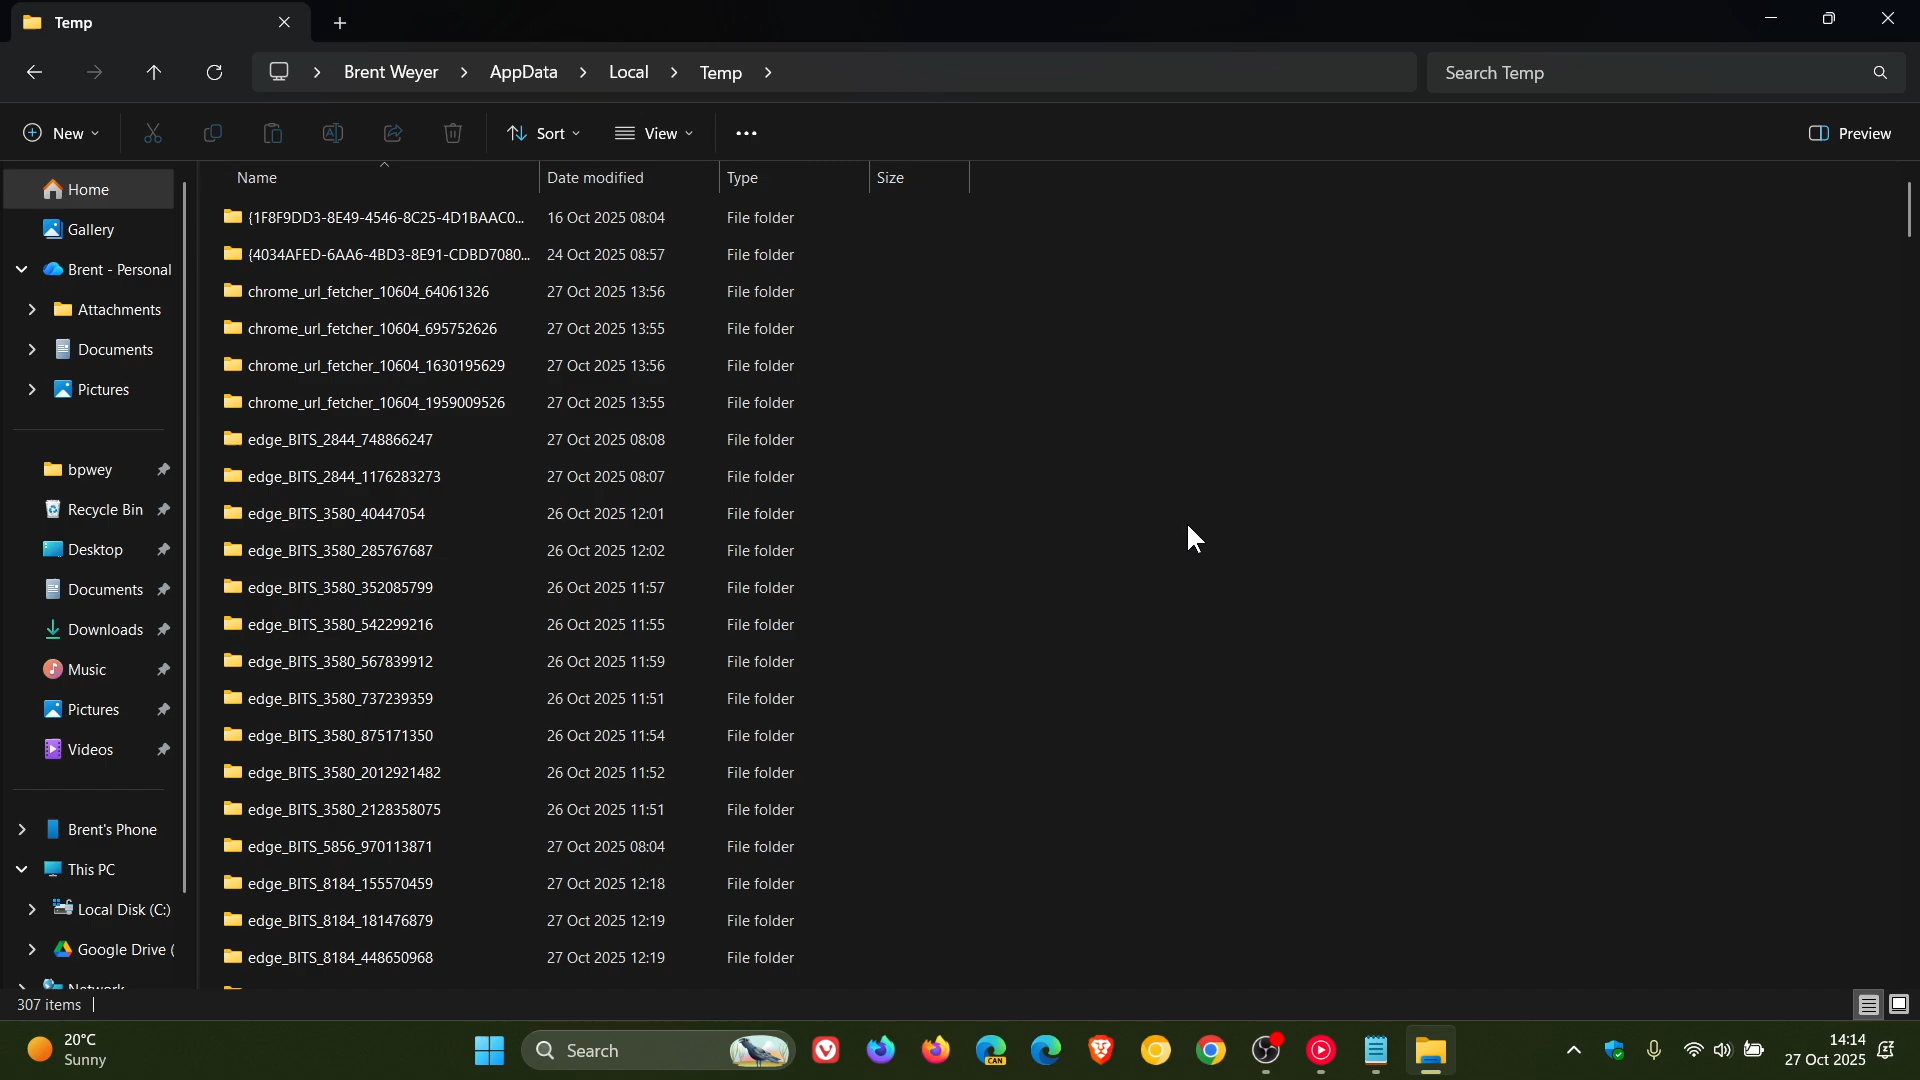 Temp
Brent Weyer > AppData > Local > Temp >
Search Temp
New
Sort
View
Preview
Name
Date modified
Type
Size
Home
Gallery
Brent - Personal
Attachments
Documents
Pictures
bpwey
Recycle Bin
Desktop
Documents
Downloads
Music
Pictures
Videos
Brent's Phone
This PC
Local Disk (C:)
Google Drive (
{1F8F9DD3-8E49-4546-8C25-4D1BAAC0... 16 Oct 2025 08:04 File folder
{4034AFED-6AA6-4BD3-8E91-CDBD7080... 24 Oct 2025 08:57 File folder
chrome_url_fetcher_10604_64061326 27 Oct 2025 13:56 File folder
chrome_url_fetcher_10604_695752626 27 Oct 2025 13:55 File folder
chrome_url_fetcher_10604_1630195629 27 Oct 2025 13:56 File folder
chrome_url_fetcher_10604_1959009526 27 Oct 2025 13:55 File folder
edge_BITS_2844_748866247 27 Oct 2025 08:08 File folder
edge_BITS_2844_1176283273 27 Oct 2025 08:07 File folder
edge_BITS_3580_40447054 26 Oct 2025 12:01 File folder
edge_BITS_3580_285767687 26 Oct 2025 12:02 File folder
edge_BITS_3580_352085799 26 Oct 2025 11:57 File folder
edge_BITS_3580_542299216 26 Oct 2025 11:55 File folder
edge_BITS_3580_567839912 26 Oct 2025 11:59 File folder
edge_BITS_3580_737239359 26 Oct 2025 11:51 File folder
edge_BITS_3580_875171350 26 Oct 2025 11:54 File folder
edge_BITS_3580_2012921482 26 Oct 2025 11:52 File folder
edge_BITS_3580_2128358075 26 Oct 2025 11:51 File folder
edge_BITS_5856_970113871 27 Oct 2025 08:04 File folder
edge_BITS_8184_155570459 27 Oct 2025 12:18 File folder
edge_BITS_8184_181476879 27 Oct 2025 12:19 File folder
edge_BITS_8184_448650968 27 Oct 2025 12:19 File folder
307 items
20°C
Sunny
Search
CAN
14:14
27 Oct 2025